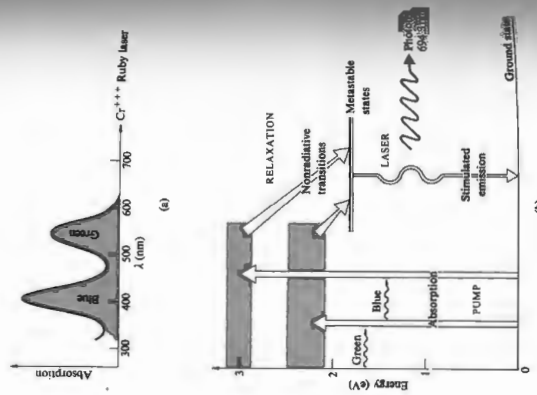 Absorption
Blue
Green
300
400
500
600
700
λ (nm)
Cr+++ Ruby laser
(a)
Energy (eV)
3
2
1
0
RELAXATION
Nonradiative
transitions
Metastable
states
Green
Blue
Absorption
PUMP
LASER
Stimulated
emission
Photon
Ground state